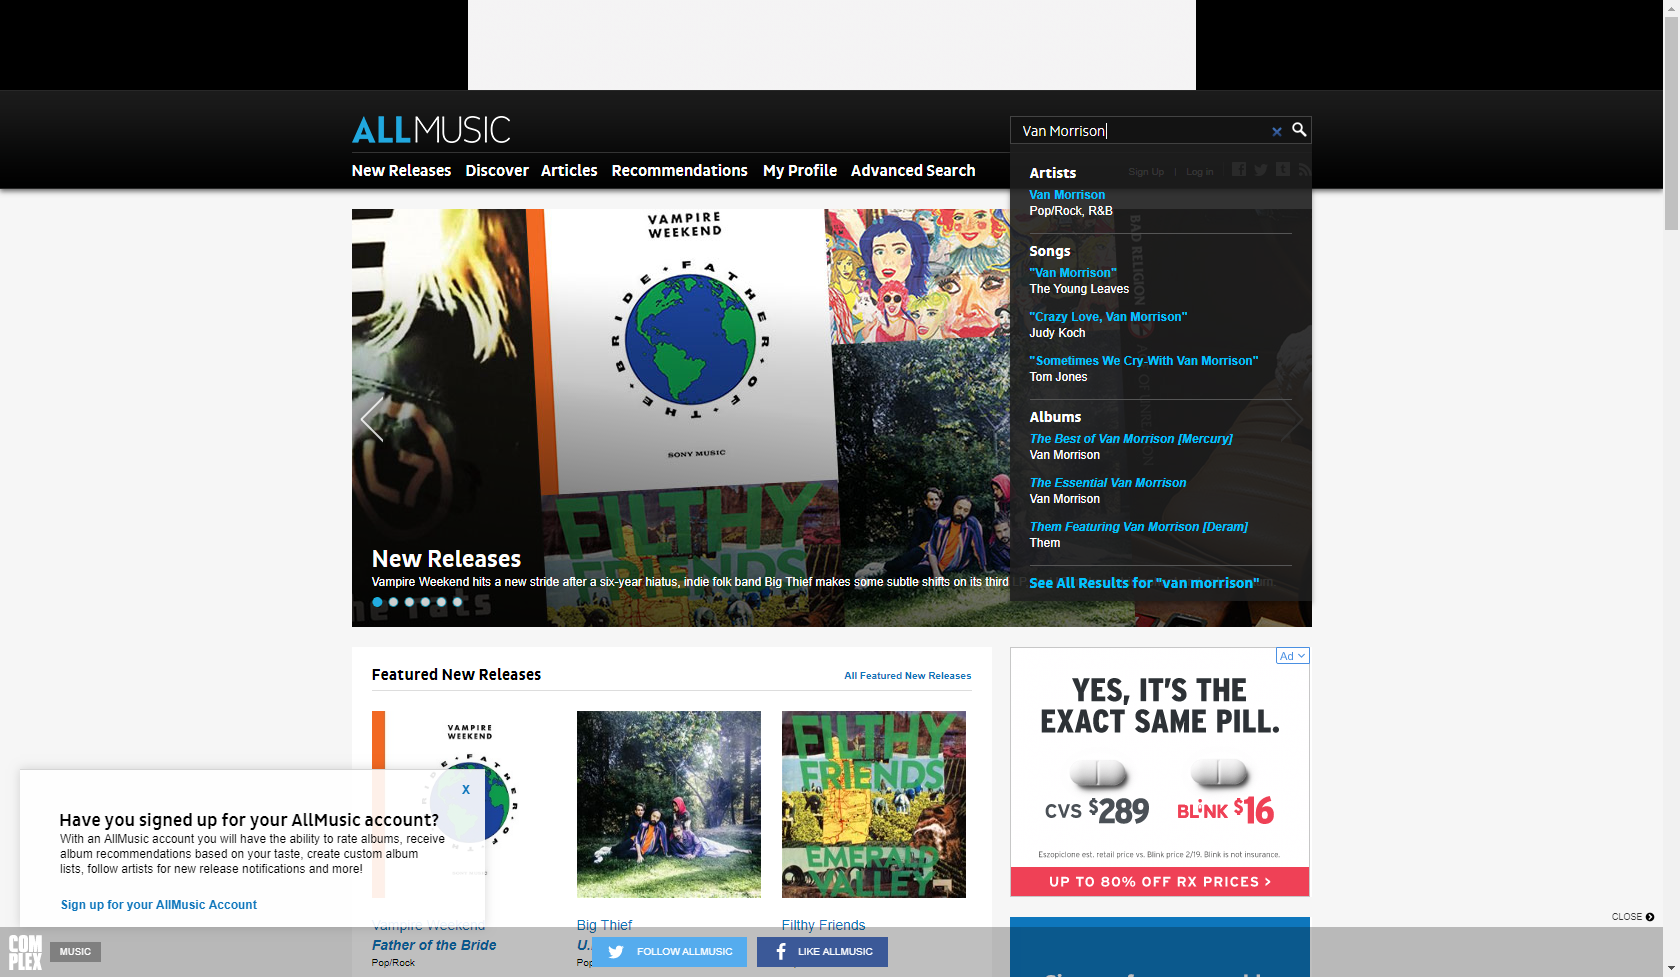 ALLMUSIC
Van Morrison
New Releases Discover Articles Recommendations My Profile Advanced Search
Sign Up | Log in
Artists
Van Morrison
Pop/Rock, R&B
Songs
"Van Morrison"
The Young Leaves
"Crazy Love, Van Morrison"
Judy Koch
"Sometimes We Cry-With Van Morrison"
Tom Jones
Albums
The Best of Van Morrison [Mercury]
Van Morrison
The Essential Van Morrison
Van Morrison
Them Featuring Van Morrison [Deram]
Them
See All Results for "van morrison"
VAMPIRE
WEEKEND
FATHER OF THE BRIDE
SONY MUSIC
BAD RELIGION
FILTHY
FRIENDS
New Releases
Vampire Weekend hits a new stride after a six-year hiatus, indie folk band Big Thief makes some subtle shifts on its third LP
Featured New Releases
All Featured New Releases
VAMPIRE
WEEKEND
FILTHY
FRIENDS
EMERALD
VALLEY
Vampire Weekend
Father of the Bride
Pop/Rock
Big Thief
U..
Filthy Friends
Ad
YES, IT'S THE
EXACT SAME PILL.
CVS $289
BLINK $16
Eszopiclone est. retail price vs. Blink price 2/19. Blink is not insurance.
UP TO 80% OFF RX PRICES >
X
Have you signed up for your AllMusic account?
With an AllMusic account you will have the ability to rate albums, receive
album recommendations based on your taste, create custom album
lists, follow artists for new release notifications and more!
Sign up for your AllMusic Account
CLOSE
COM
PLEX
MUSIC
FOLLOW ALLMUSIC
LIKE ALLMUSIC